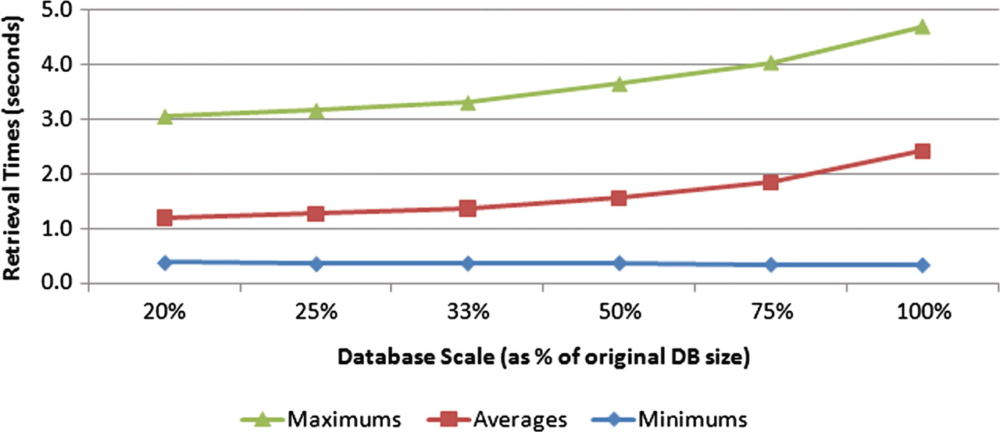 5.0
4.0
3.0
2.0
1.0
0.0
Retrieval Times (seconds)
20% 25% 33% 50% 75% 100%
Database Scale (as % of original DB size)
Maximums Averages Minimums